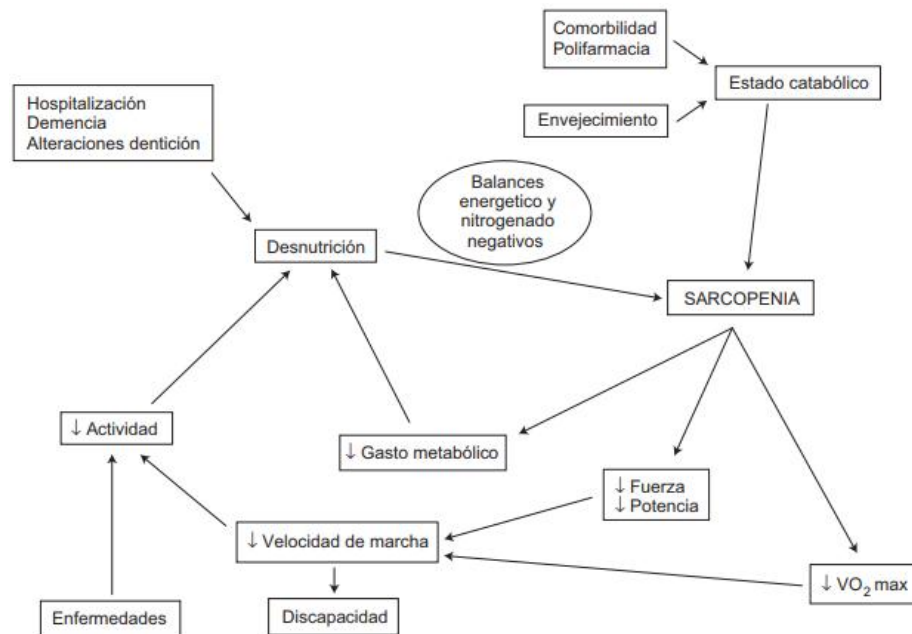 Comorbilidad
Polifarmacia
Estado catabólico
Hospitalización
Demencia
Alteraciones dentición
Envejecimiento
Balances
energetico y
nitrogenado
negativos
Desnutrición
SARCOPENIA
↓ Actividad
↓ Gasto metabólico
↓ Fuerza
↓ Potencia
↓ Velocidad de marcha
↓ VO₂ max
Enfermedades
Discapacidad